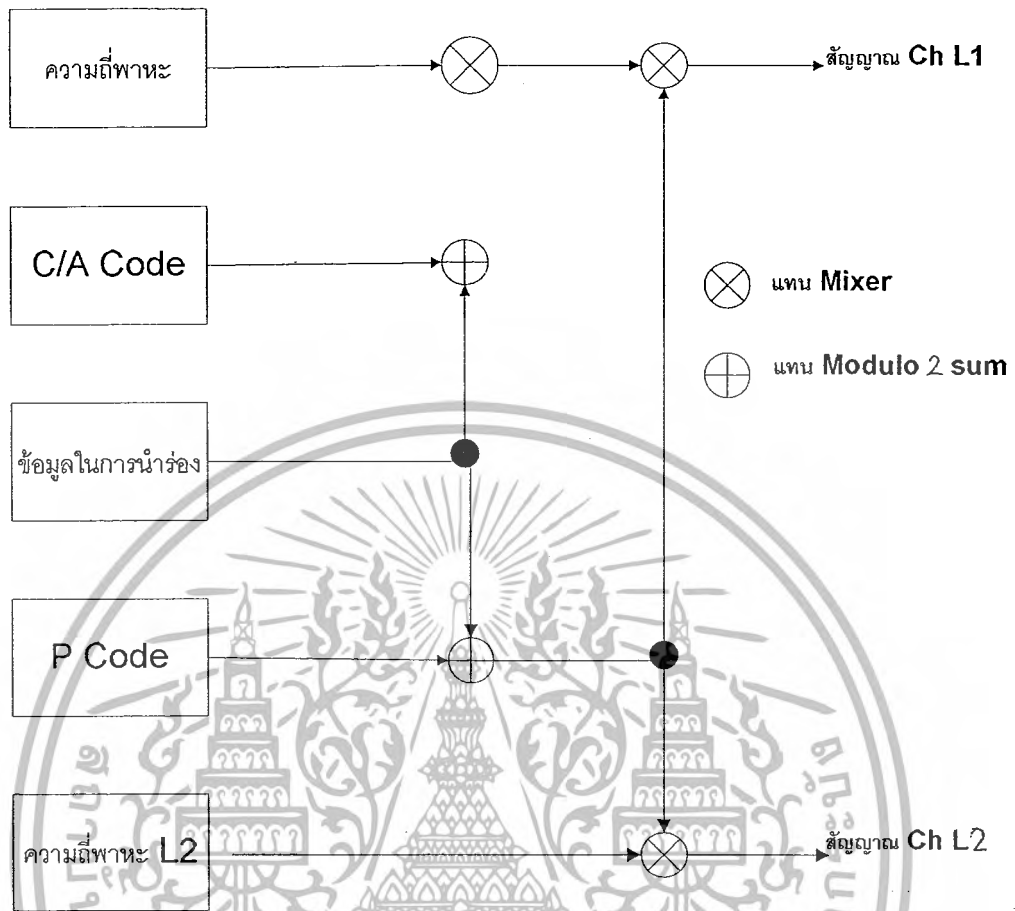 ความถี่พาหะ
สัญญาณ Ch L1
C/A Code
แทน Mixer
แทน Modulo 2 sum
ข้อมูลในการนำร่อง
P Code
ความถี่พาหะ L2
สัญญาณ Ch L2